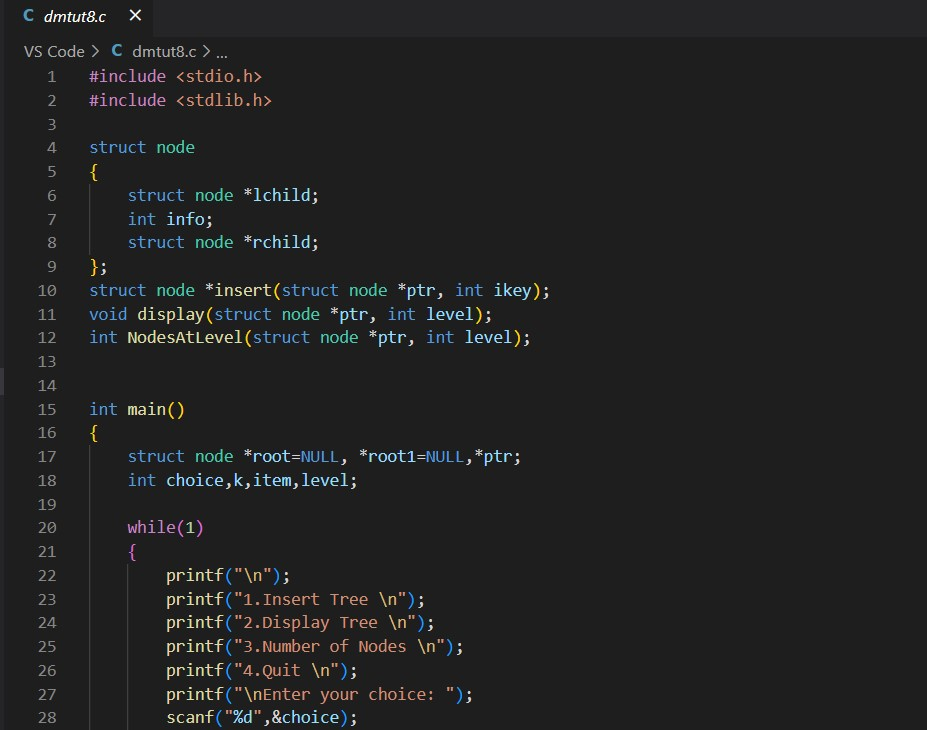 C dmtut8.c ×
VS Code > C dmtut8.c > ...
1 #include <stdio.h>
2 #include <stdlib.h>
3
4 struct node
5 {
6 struct node *lchild;
7 int info;
8 struct node *rchild;
9 };
10 struct node *insert(struct node *ptr, int ikey);
11 void display(struct node *ptr, int level);
12 int NodesAtLevel(struct node *ptr, int level);
13
14
15 int main()
16 {
17 struct node *root=NULL, *root1=NULL,*ptr;
18 int choice,k,item,level;
19
20 while(1)
21 {
22 printf("\n");
23 printf("1.Insert Tree \n");
24 printf("2.Display Tree \n");
25 printf("3.Number of Nodes \n");
26 printf("4.Quit \n");
27 printf("\nEnter your choice: ");
28 scanf("%d",&choice);